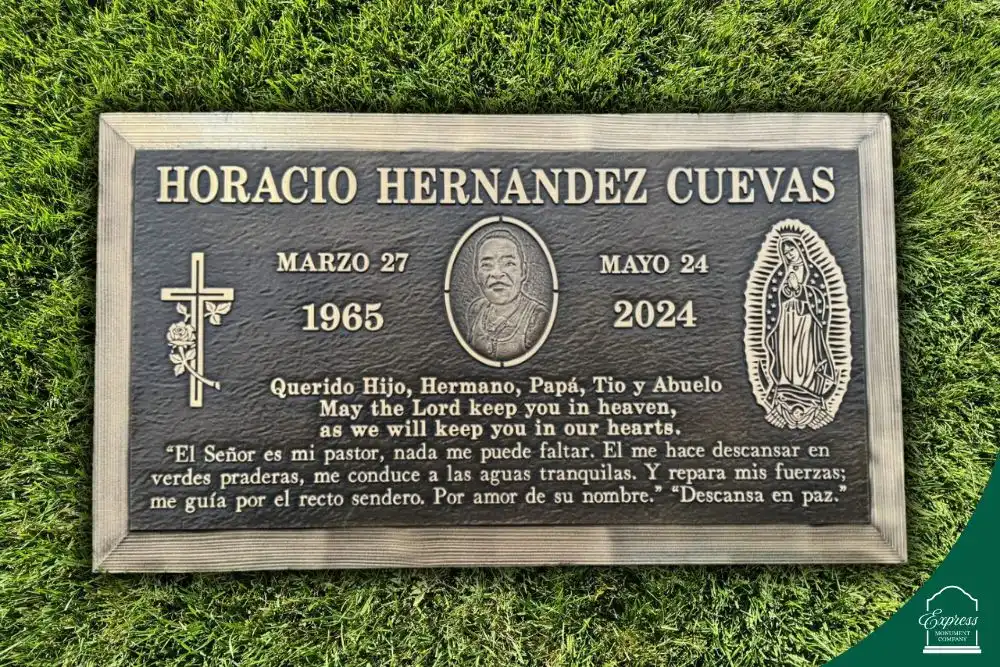 HORACIO HERNANDEZ CUEVAS
MARZO 27
MAYO 24
1965
2024
Querido Hijo, Hermano, Papá, Tio y Abuelo
May the Lord keep you in heaven,
as we will keep you in our hearts.
“El Señor es mi pastor, nada me puede faltar. El me hace descansar en
verdes praderas, me conduce a las aguas tranquilas. Y repara mis fuerzas;
me guía por el recto sendero. Por amor de su nombre.” “Descansa en paz.”
Express
MONUMENT
COMPANY